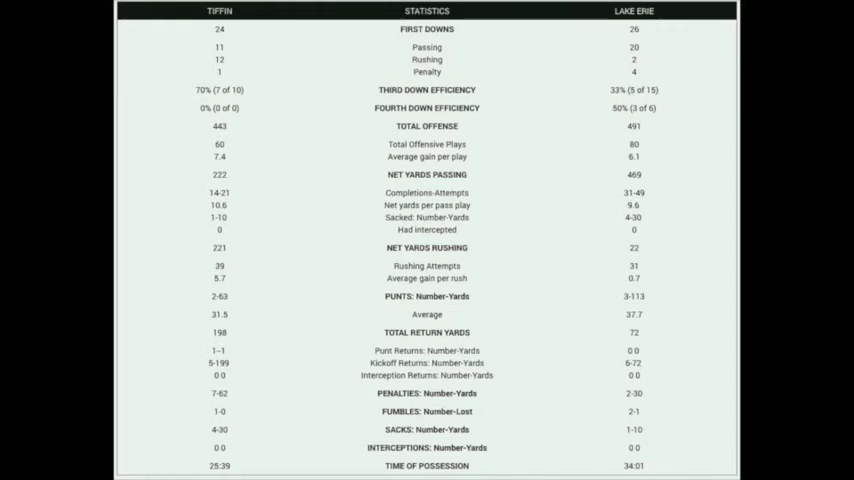 TIFFIN STATISTICS LAKE ERIE
24 FIRST DOWNS 26
11 Passing 20
12 Rushing 2
1 Penalty 4
70% (7 of 10) THIRD DOWN EFFICIENCY 33% (5 of 15)
0% (0 of 0) FOURTH DOWN EFFICIENCY 50% (3 of 6)
443 TOTAL OFFENSE 491
60 Total Offensive Plays 80
7.4 Average gain per play 6.1
222 NET YARDS PASSING 469
14-21 Completions-Attempts 31-49
10.6 Net yards per pass play 9.6
1-10 Sacked: Number-Yards 4-30
0 Had intercepted 0
221 NET YARDS RUSHING 22
39 Rushing Attempts 31
5.7 Average gain per rush 0.7
2-63 PUNTS: Number-Yards 3-113
31.5 Average 37.7
198 TOTAL RETURN YARDS 72
1--1 Punt Returns: Number-Yards 0 0
5-199 Kickoff Returns: Number-Yards 6-72
0 0 Interception Returns: Number-Yards 0 0
7-62 PENALTIES: Number-Yards 2-30
1-0 FUMBLES: Number-Lost 2-1
4-30 SACKS: Number-Yards 1-10
0 0 INTERCEPTIONS: Number-Yards 0 0
25:39 TIME OF POSSESSION 34:01